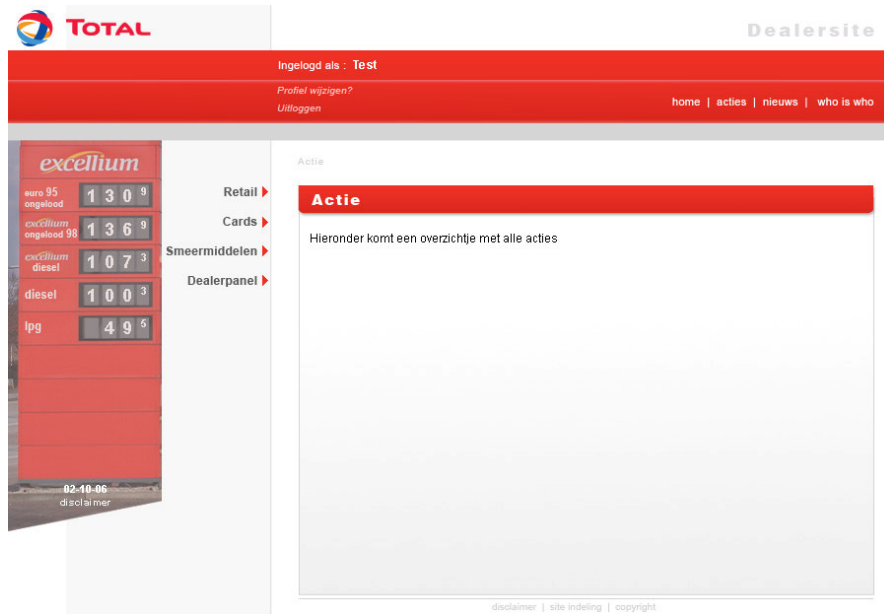 TOTAL
Dealersite
Ingelogd als : Test
Profiel wijzigen?
Uitloggen
home | acties | nieuws | who is who
excellium
euro 95 ongelood
1 3 0 9
excellium ongelood 98
1 3 6 9
excellium diesel
1 0 7 3
diesel
1 0 0 3
lpg
4 9 5
02-10-06
disclaimer
Retail
Cards
Smeermiddelen
Dealerpanel
Actie
Actie
Hieronder komt een overzichtje met alle acties
disclaimer | site indeling | copyright